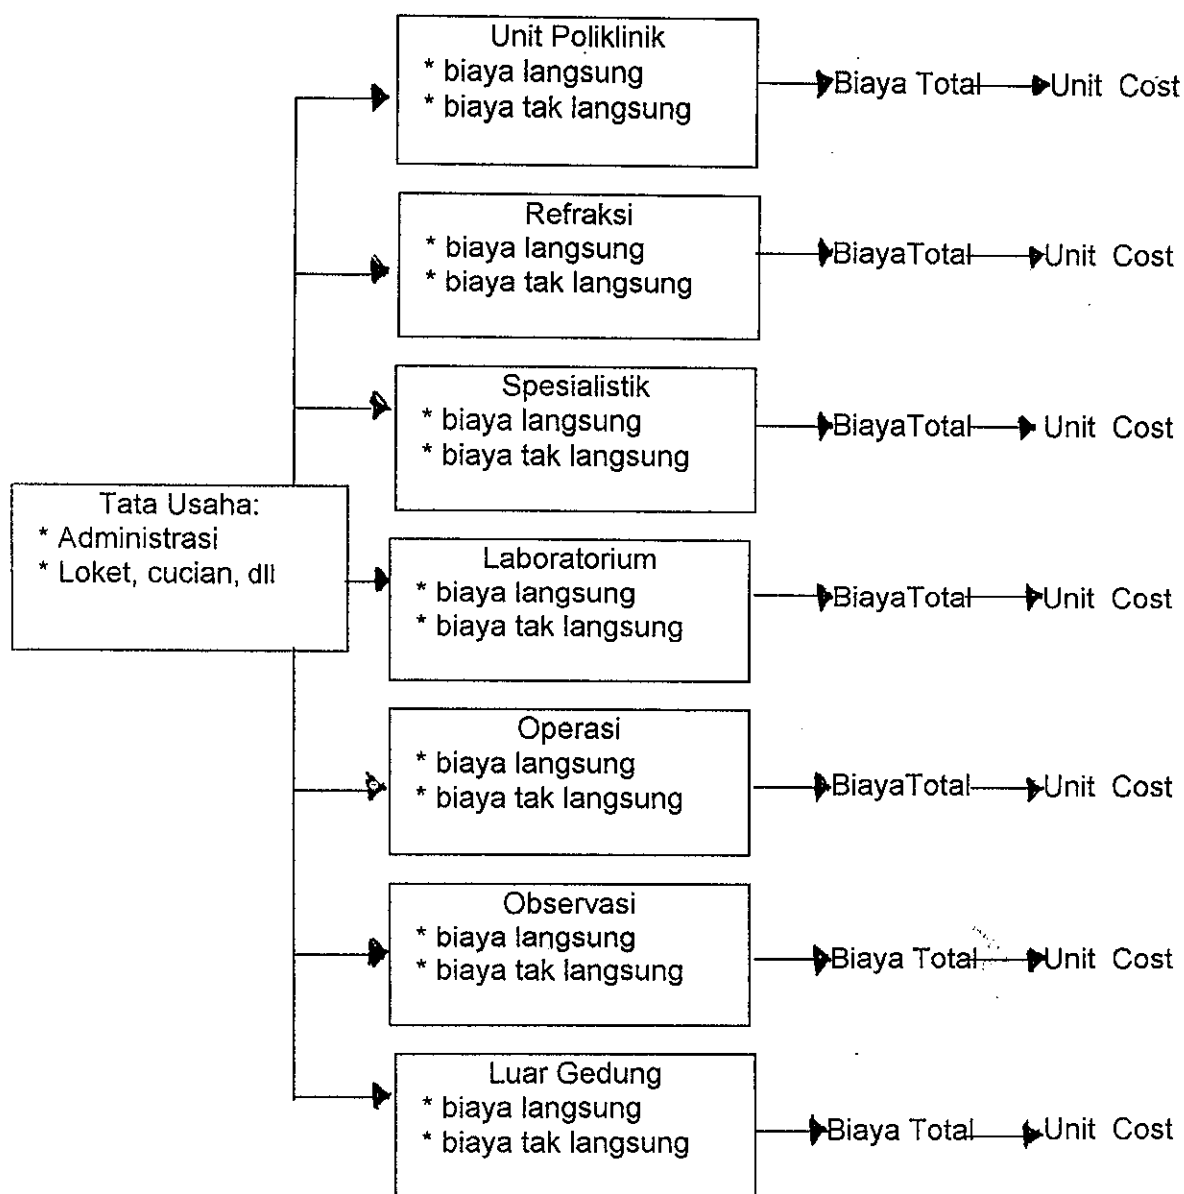 Unit Poliklinik
* biaya langsung
* biaya tak langsung
Biaya Total
Unit Cost
Refraksi
* biaya langsung
* biaya tak langsung
BiayaTotal
Unit Cost
Spesialistik
* biaya langsung
* biaya tak langsung
BiayaTotal
Unit Cost
Tata Usaha:
* Administrasi
* Loket, cucian, dll
Laboratorium
* biaya langsung
* biaya tak langsung
BiayaTotal
Unit Cost
Operasi
* biaya langsung
* biaya tak langsung
BiayaTotal
Unit Cost
Observasi
* biaya langsung
* biaya tak langsung
Biaya Total
Unit Cost
Luar Gedung
* biaya langsung
* biaya tak langsung
Biaya Total
Unit Cost